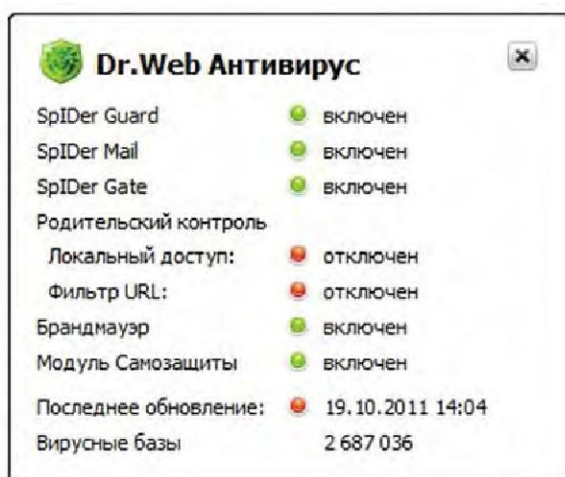 Dr.Web Антивирус
SpIDer Guard включен
SpIDer Mail включен
SpIDer Gate включен
Родительский контроль
Локальный доступ: отключен
Фильтр URL: отключен
Брандмауэр включен
Модуль Самозащиты включен
Последнее обновление: 19.10.2011 14:04
Вирусные базы 2 687 036